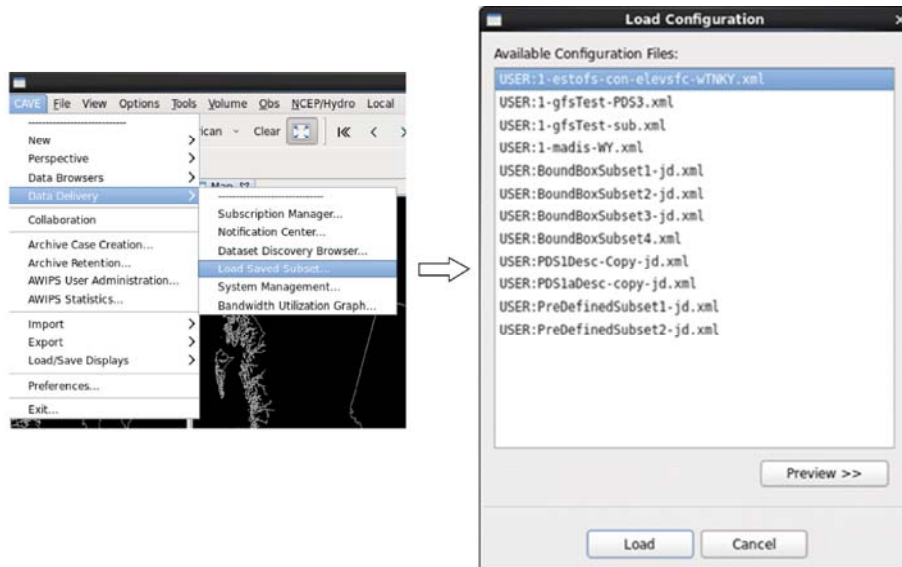 CAVE File View Options Tools Volume Obs NCEP/Hydro Local
Clear
New
Perspective
Data Browsers
Data Delivery
Collaboration
Archive Case Creation...
Archive Retention...
AWIPS User Administration...
AWIPS Statistics...
Import
Export
Load/Save Displays
Preferences...
Exit...
Subscription Manager...
Notification Center...
Dataset Discovery Browser...
Load Saved Subset...
System Management...
Bandwidth Utilization Graph...
Load Configuration
Available Configuration Files:
USER:1-estofs-con-elevsfc-wTNKY.xml
USER:1-gfsTest-PDS3.xml
USER:1-gfsTest-sub.xml
USER:1-madis-WY.xml
USER:BoundBoxSubset1-jd.xml
USER:BoundBoxSubset2-jd.xml
USER:BoundBoxSubset3-jd.xml
USER:BoundBoxSubset4.xml
USER:PDS1Desc-Copy-jd.xml
USER:PDS1aDesc-copy-jd.xml
USER:PreDefinedSubset1-jd.xml
USER:PreDefinedSubset2-jd.xml
Preview >>
Load
Cancel